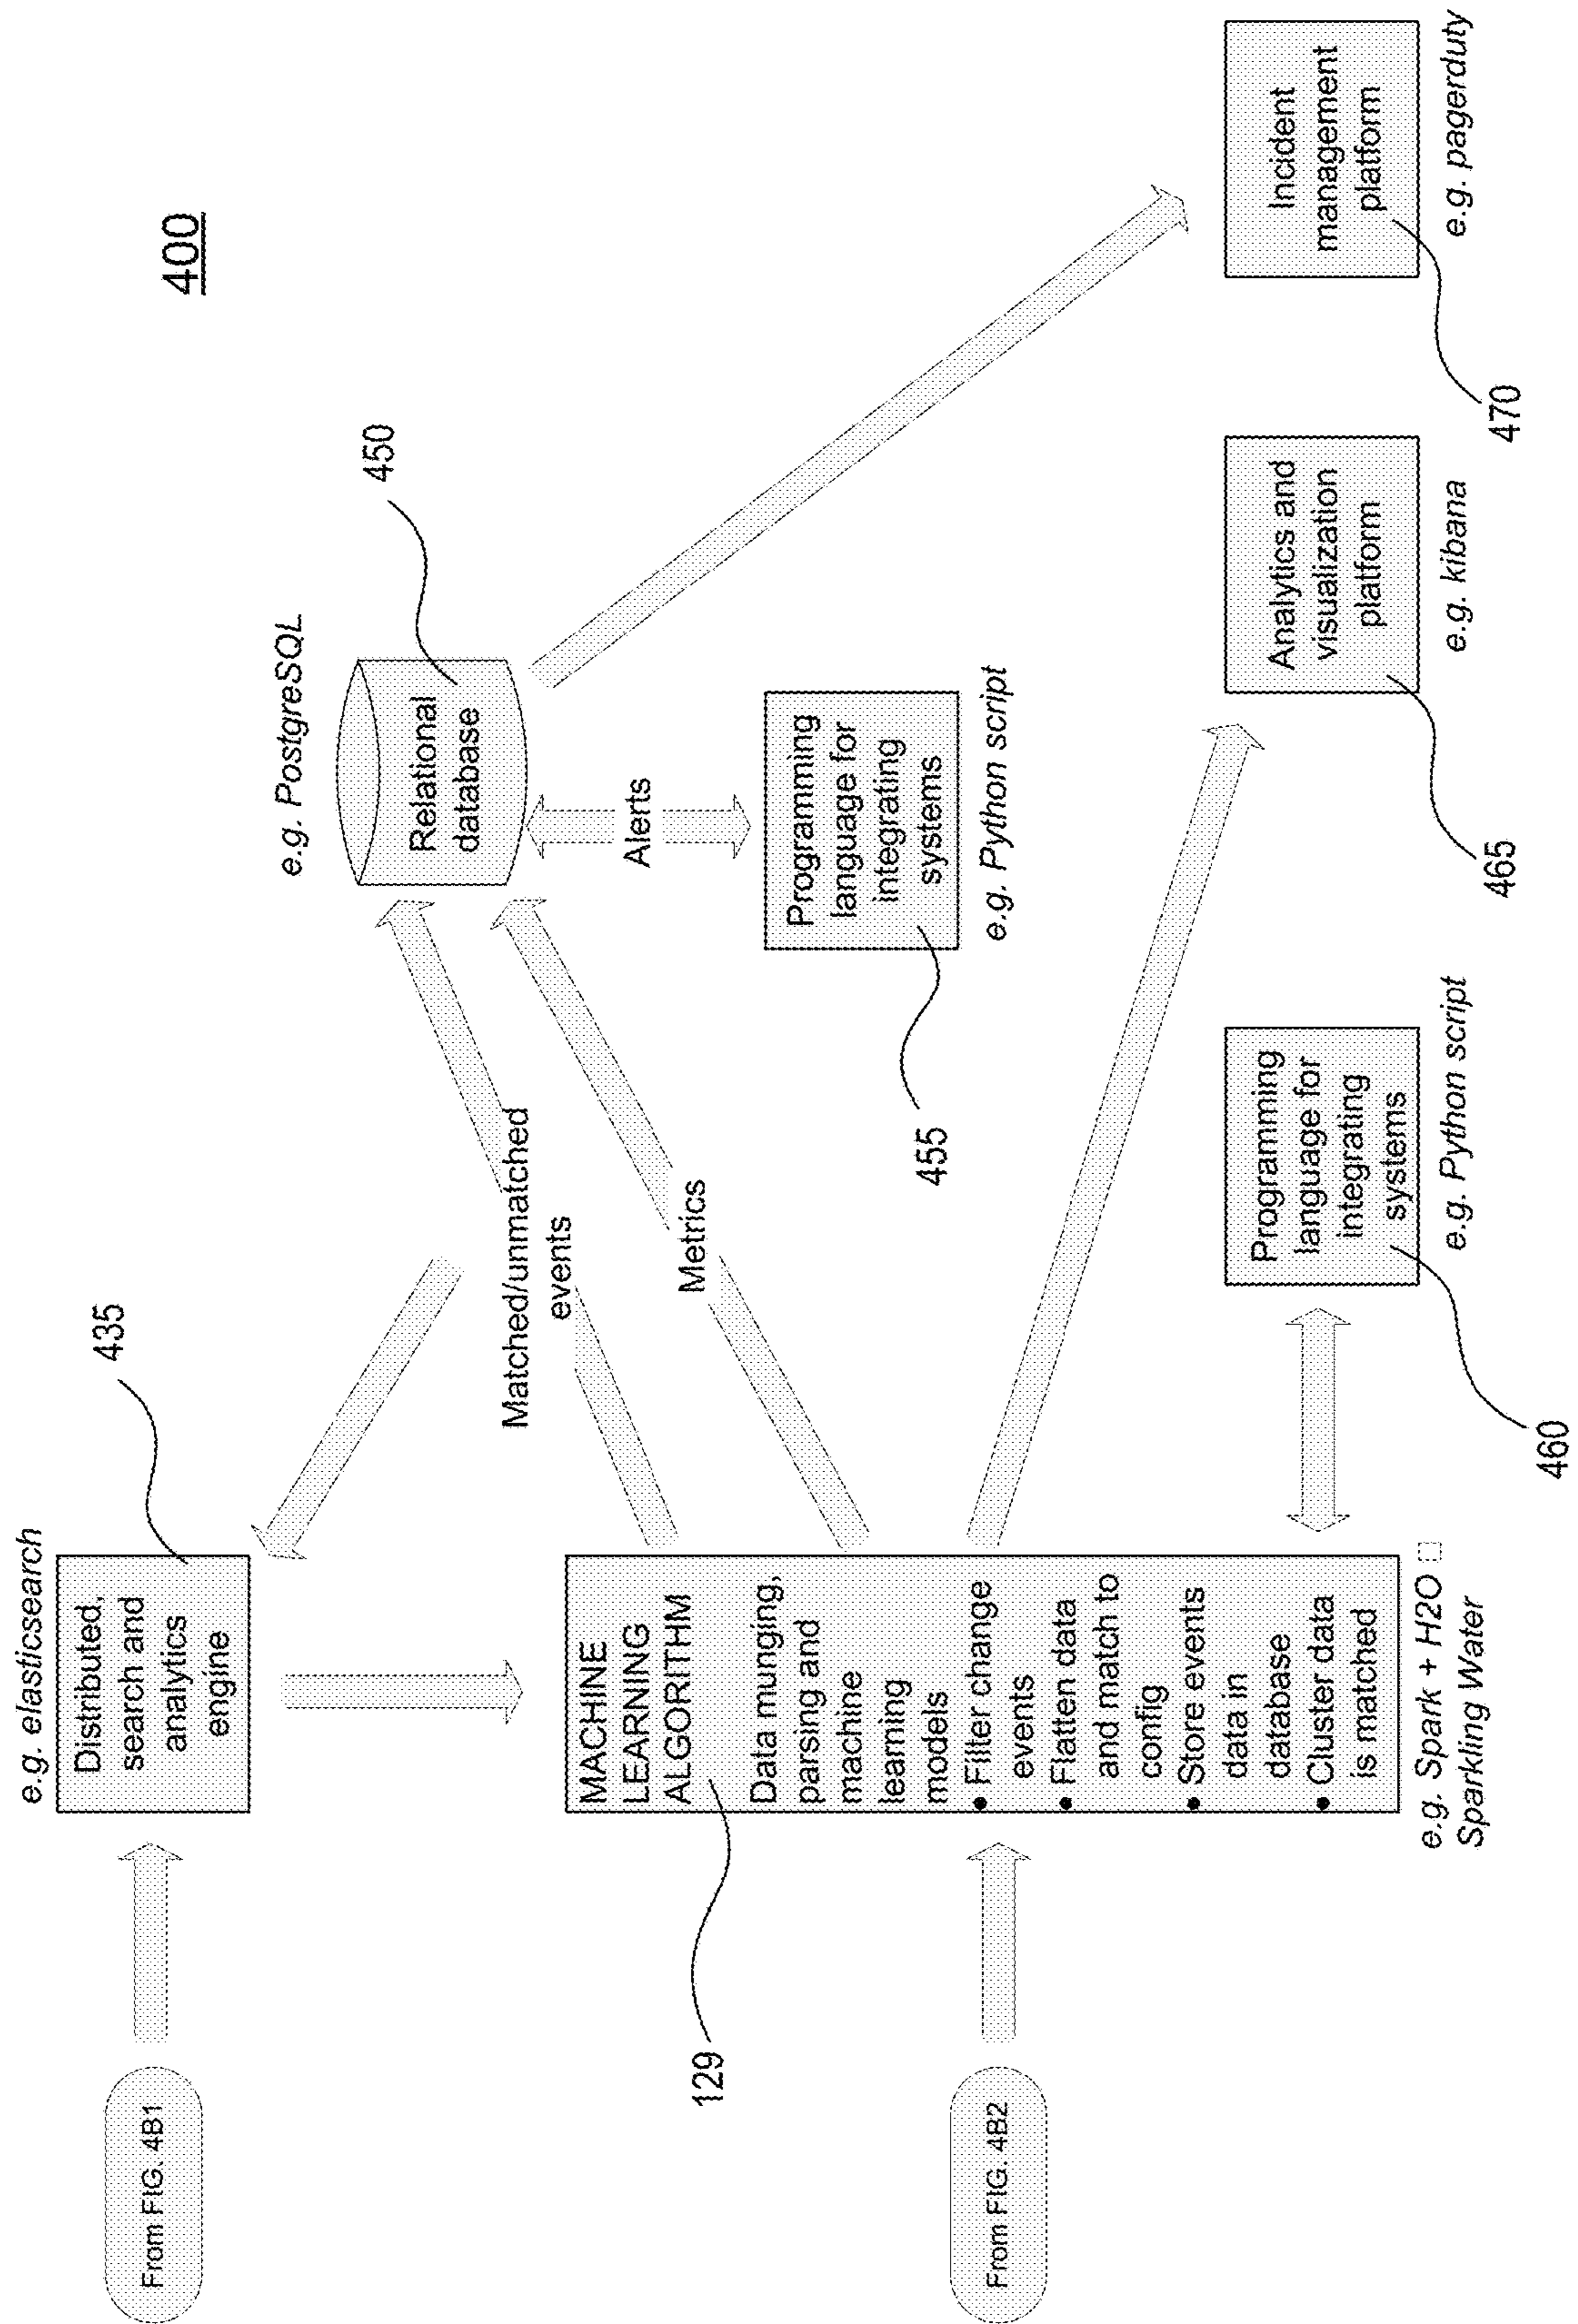 400
From FIG. 4B1
e.g. elasticsearch
Distributed,
search and
analytics
engine
435
From FIG. 4B2
129
MACHINE
LEARNING
ALGORITHM
Data munging,
parsing and
machine
learning
models
• Filter change
events
• Flatten data
and match to
config
• Store events
data in
database
• Cluster data
is matched
e.g. Spark + H2O
Sparkling Water
Matched/unmatched
events
Metrics
e.g. PostgreSQL
Relational
database
450
Alerts
Programming
language for
integrating
systems
e.g. Python script
455
Programming
language for
integrating
systems
e.g. Python script
460
Analytics and
visualization
platform
e.g. kibana
465
Incident
management
platform
e.g. pagerduty
470